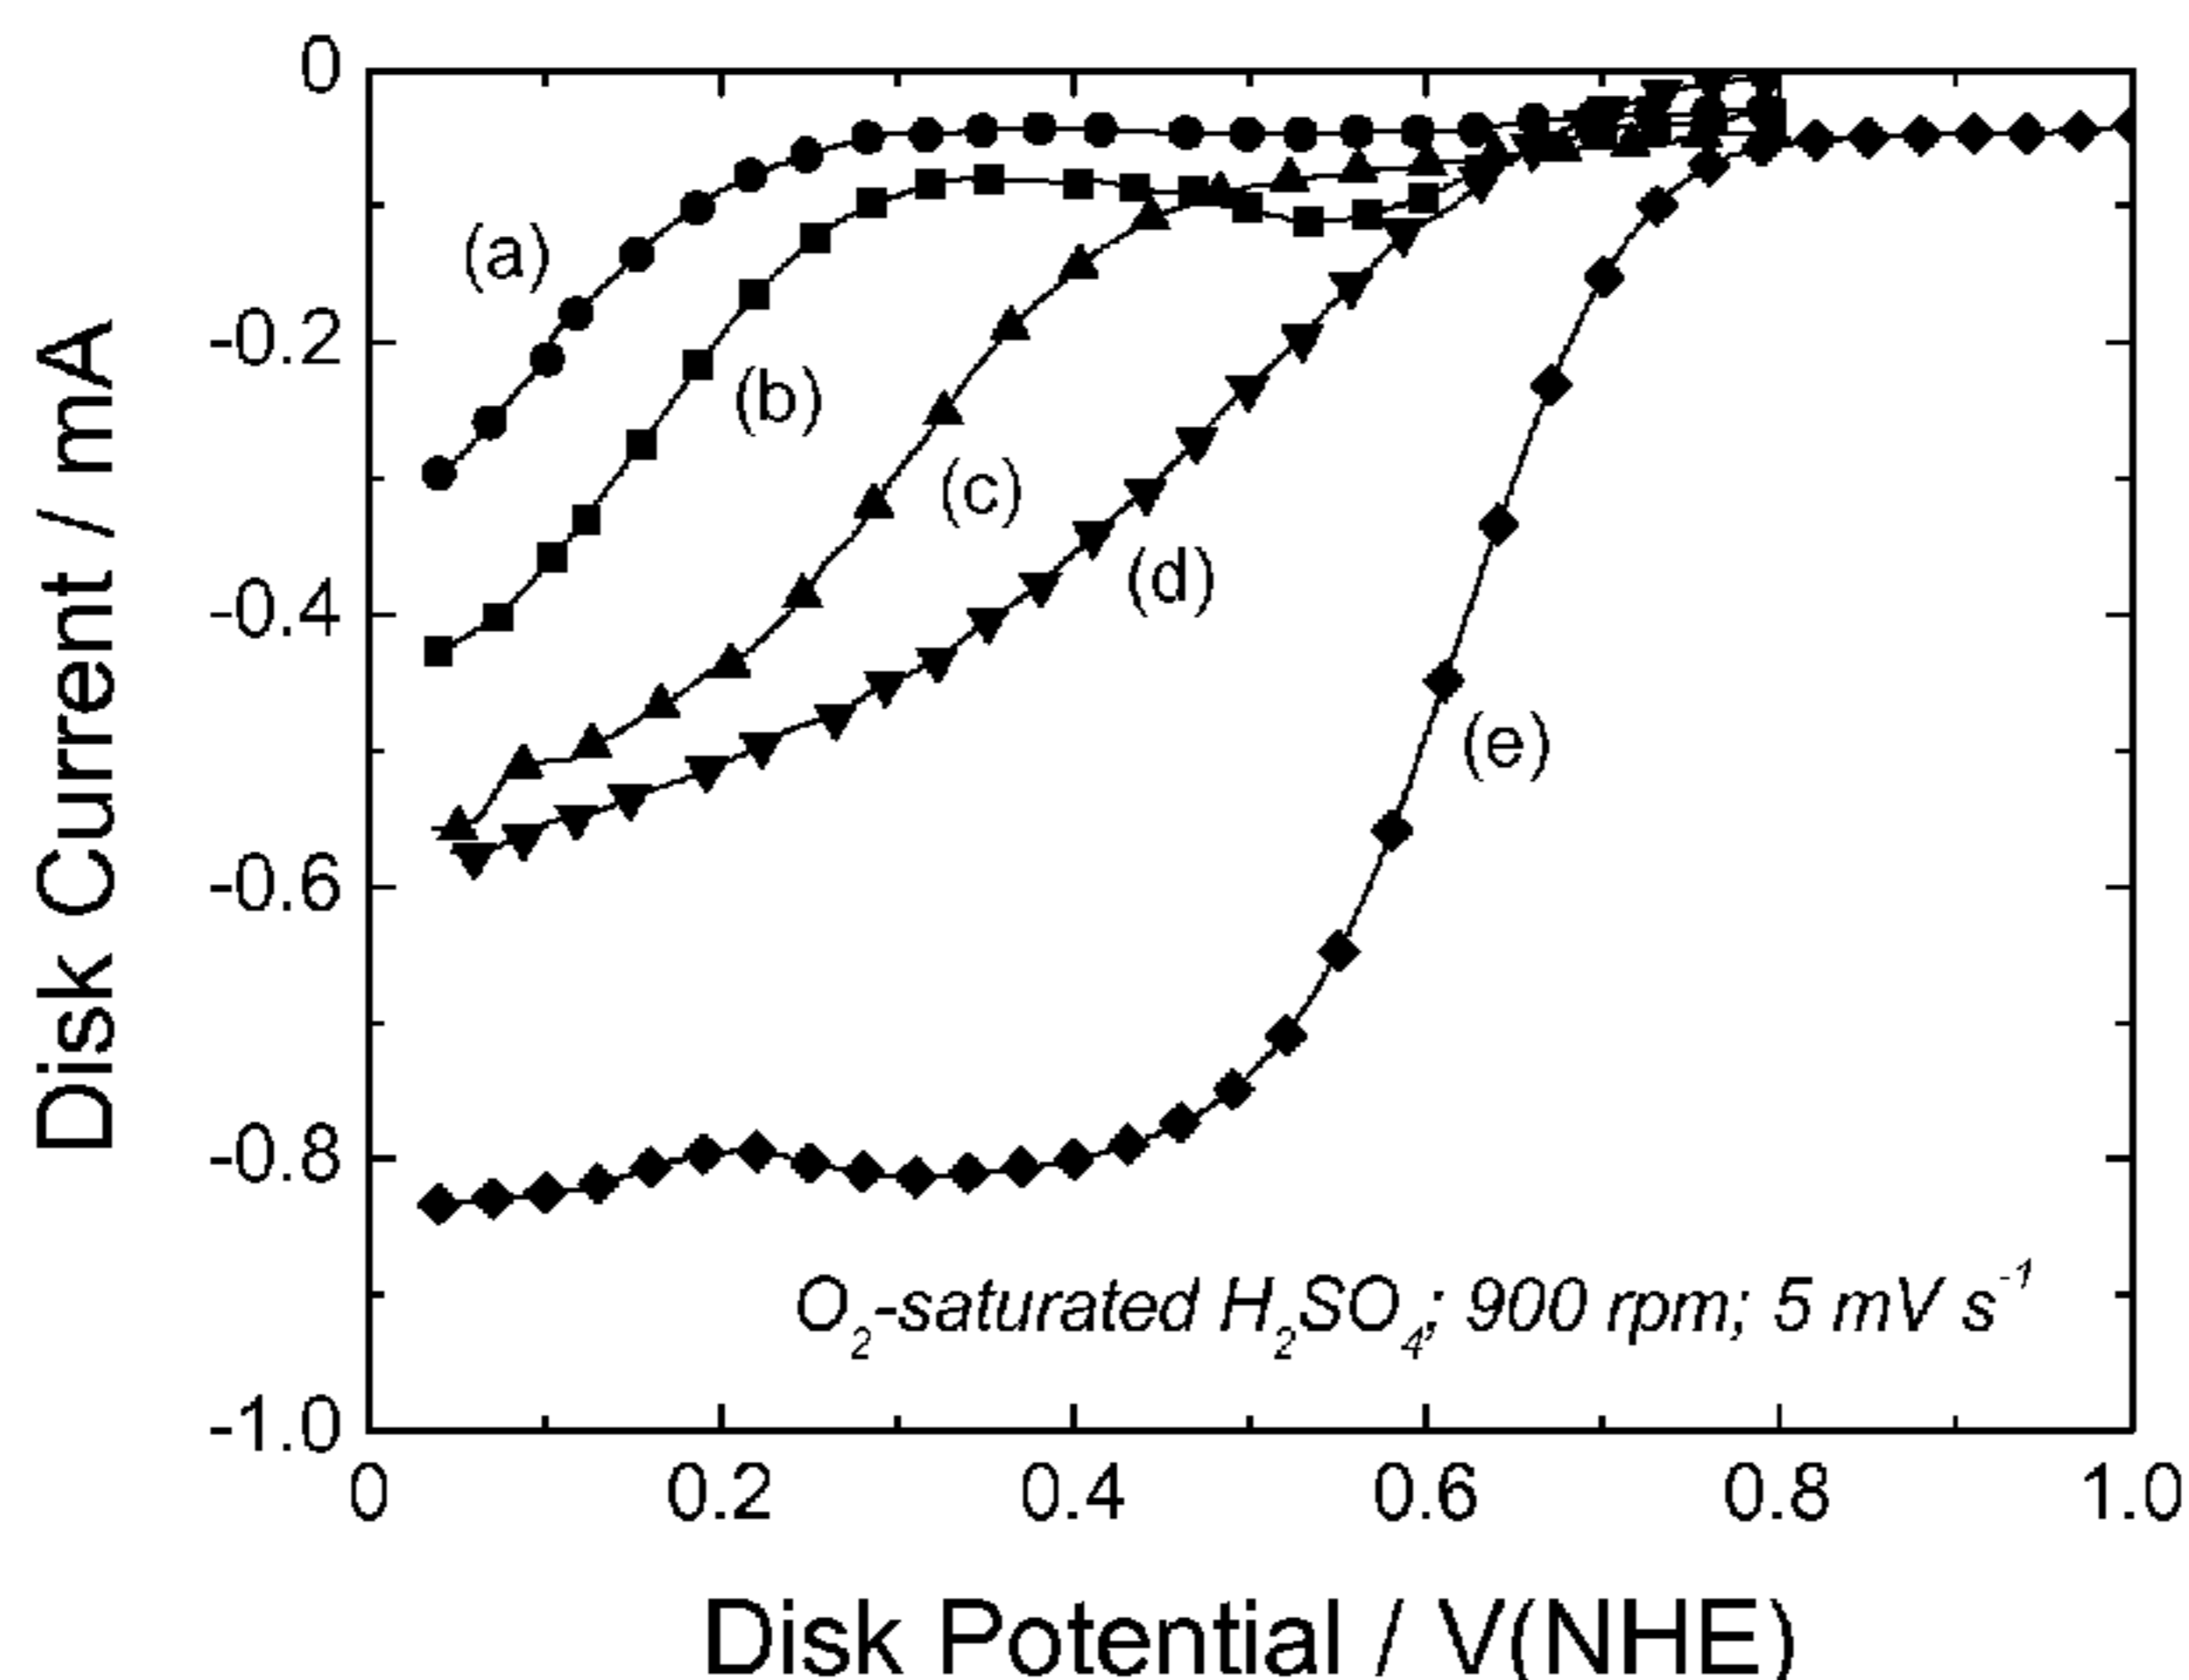 Disk Current / mA
0
-0.2
-0.4
-0.6
-0.8
-1.0
(a)
(b)
(c)
(d)
(e)
O2-saturated H2SO4; 900 rpm; 5 mV s-1
0 0.2 0.4 0.6 0.8 1.0
Disk Potential / V(NHE)